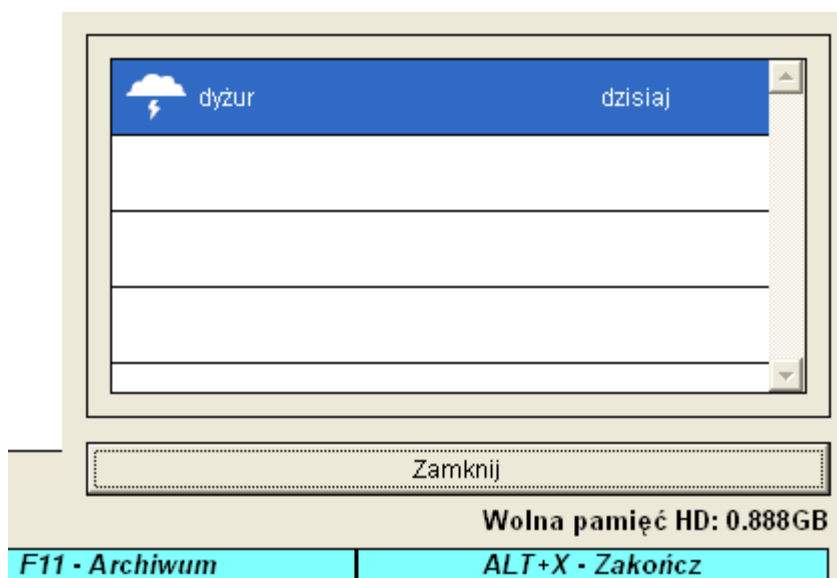 dyżur dzisiaj
Zamknij
Wolna pamięć HD: 0.888GB
F11 - Archiwum ALT+X - Zakończ